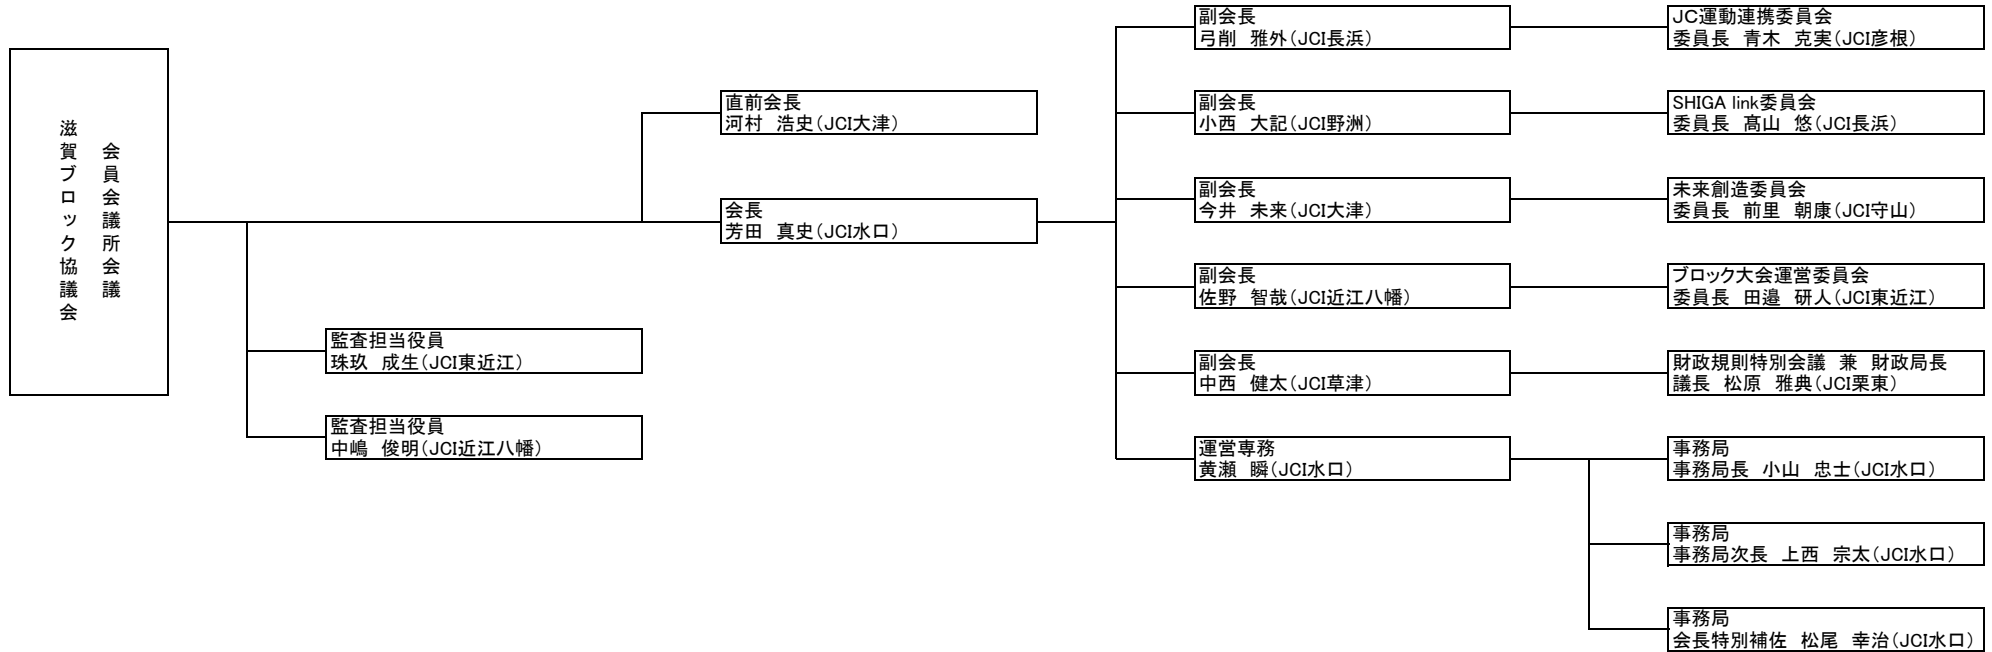 会員会議所会議
滋賀ブロック協議会
監査担当役員
珠玖　成生（JCI東近江）
監査担当役員
中嶋　俊明（JCI近江八幡）
直前会長
河村　浩史（JCI大津）
会長
芳田　真史（JCI水口）
副会長
弓削　雅外（JCI長浜）
副会長
小西　大記（JCI野洲）
副会長
今井　未来（JCI大津）
副会長
佐野　智哉（JCI近江八幡）
副会長
中西　健太（JCI草津）
運営専務
黄瀬　瞬（JCI水口）
ＪＣ運動連携委員会
委員長　青木　克実（JCI彦根）
SHIGA link委員会
委員長　髙山　悠（JCI長浜）
未来創造委員会
委員長　前里　朝康（JCI守山）
ブロック大会運営委員会
委員長　田邉　研人（JCI東近江）
財政規則特別会議　兼　財政局長
議長　松原　雅典（JCI栗東）
事務局
事務局長　小山　忠士（JCI水口）
事務局
事務局次長　上西　宗太（JCI水口）
事務局
会長特別補佐　松尾　幸治（JCI水口）